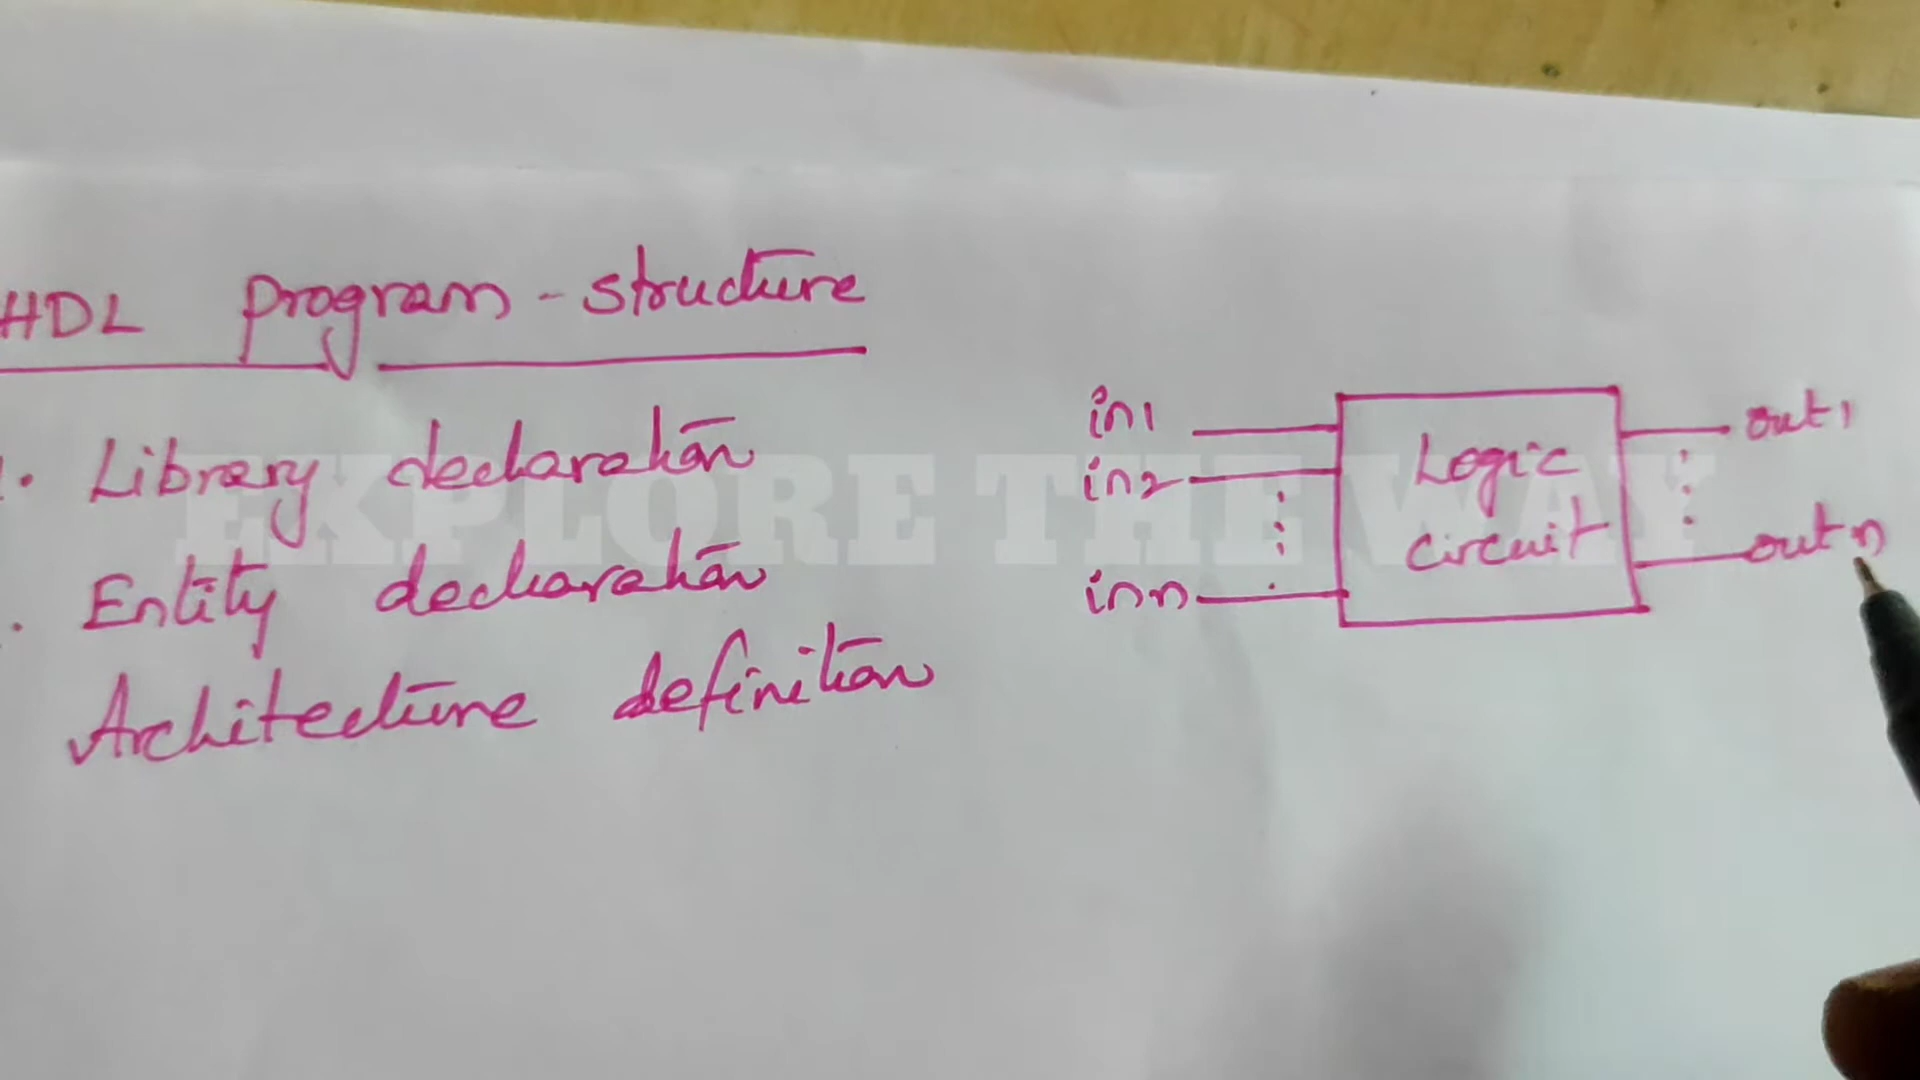 HDL Program - structure
1. Library declaration
. Entity declaration
Architecture definition
in1
in2
inn
Logic
circuit
out1
outn
EXPLORE THE WAY